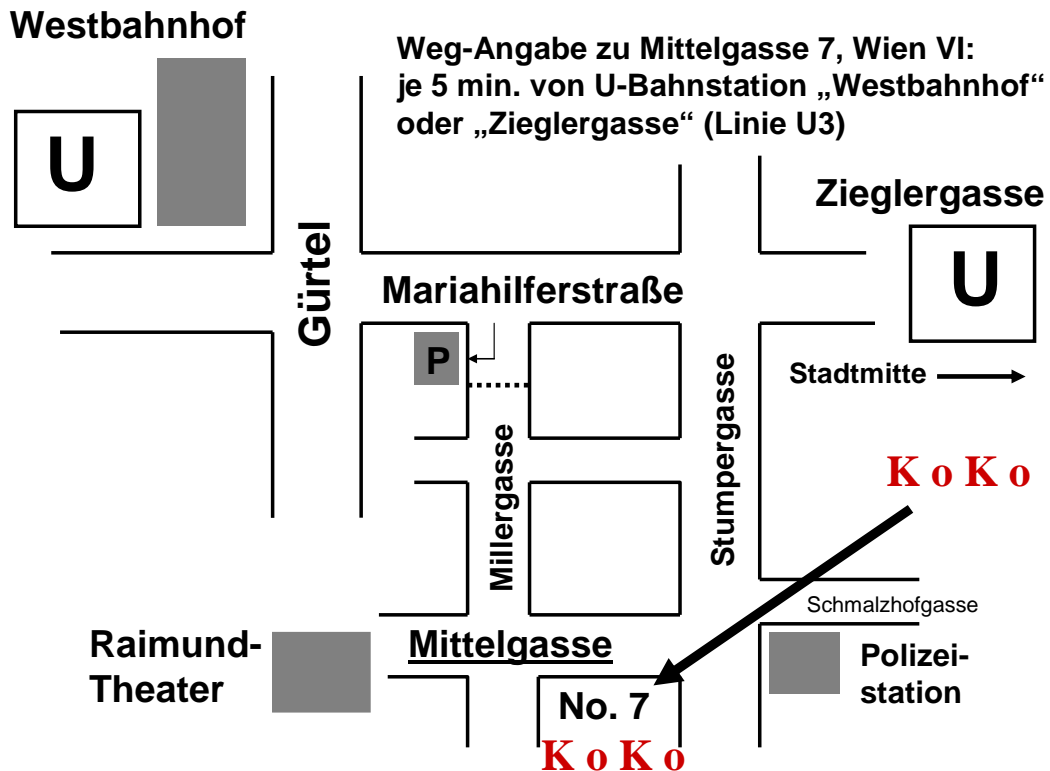 Westbahnhof
Weg-Angabe zu Mittelgasse 7, Wien VI:
je 5 min. von U-Bahnstation „Westbahnhof“
oder „Zieglergasse“ (Linie U3)
U
Zieglergasse
U
Gürtel
Mariahilferstraße
P
Stadtmitte
Millergasse
Stumpergasse
K o K o
Schmalzhofgasse
Raimund-
Theater
Mittelgasse
Polizei-
station
No. 7
K o K o